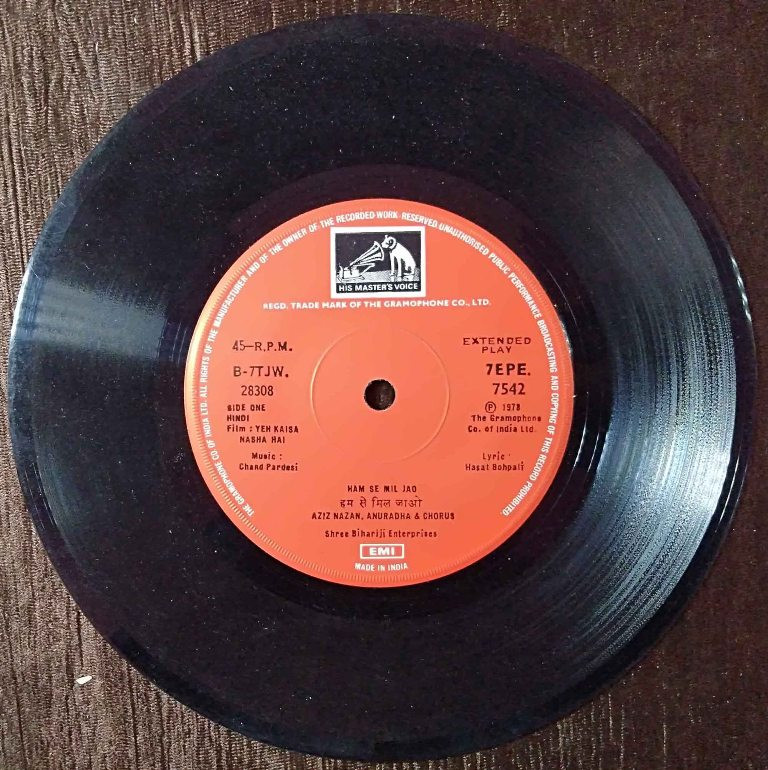 THE GRAMOPHONE CO. OF INDIA LTD. ALL RIGHTS OF THE MANUFACTURER AND OF THE OWNER OF THE RECORDED WORK RESERVED UNAUTHORISED PUBLIC PERFORMANCE BROADCASTING AND COPYING OF THIS RECORD PROHIBITED.
HIS MASTER'S VOICE
REGD. TRADE MARK OF THE GRAMOPHONE CO., LTD.
45—R.P.M.
B-7TJW.
28308
SIDE ONE
HINDI
Film : YEH KAISA
NASHA HAI
Music :
Chand Pardesi
EXTENDED
PLAY
7EPE.
7542
Ⓟ 1978
The Gramophone
Co. of India Ltd.
Lyric :
Hasat Bohpali
HAM SE MIL JAO
हम से मिल जाओ
AZIZ NAZAN, ANURADHA & CHORUS
Shree Bihariji Enterprises
EMI
MADE IN INDIA